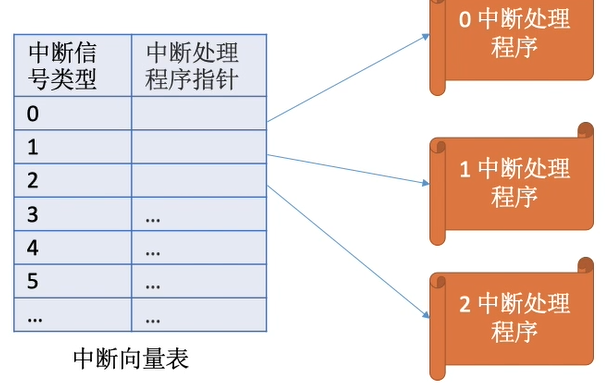 中断信号类型 中断处理程序指针
0
1
2
3 ...
4 ...
5 ...
... ...
中断向量表
0 中断处理
程序
1 中断处理
程序
2 中断处理
程序